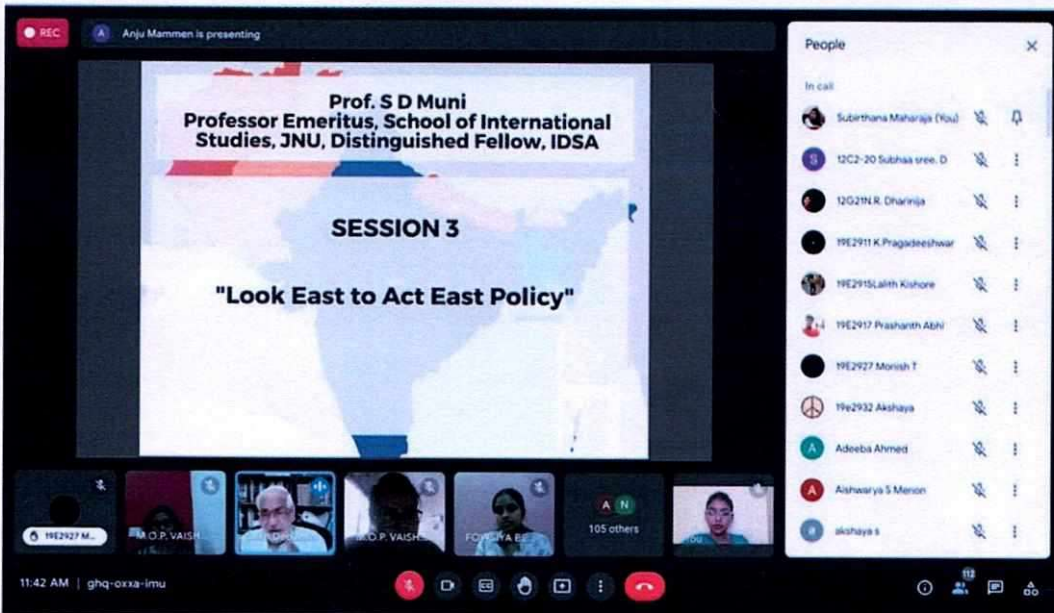 REC
A Anju Mammen is presenting
Prof. S D Muni
Professor Emeritus, School of International
Studies, JNU, Distinguished Fellow, IDSA
SESSION 3
"Look East to Act East Policy"
19E2927 M...
M.O.P. VAISH
M.O.P. VAISH
A N
105 others
11:42 AM | ghq-oxxa-imu
People
In call
Subirthana Maharaja (You)
S 12C2-20 Subhaa sree. D
12G21N.R. Dharinija
19E2911 K.Pragadeeshwar
19E2915Lalith Kishore
19E2917 Prashanth Abhi
19E2927 Monish T
19e2932 Akshaya
A Adeeba Ahmed
A Aishwarya S Menon
a akshaya s
112